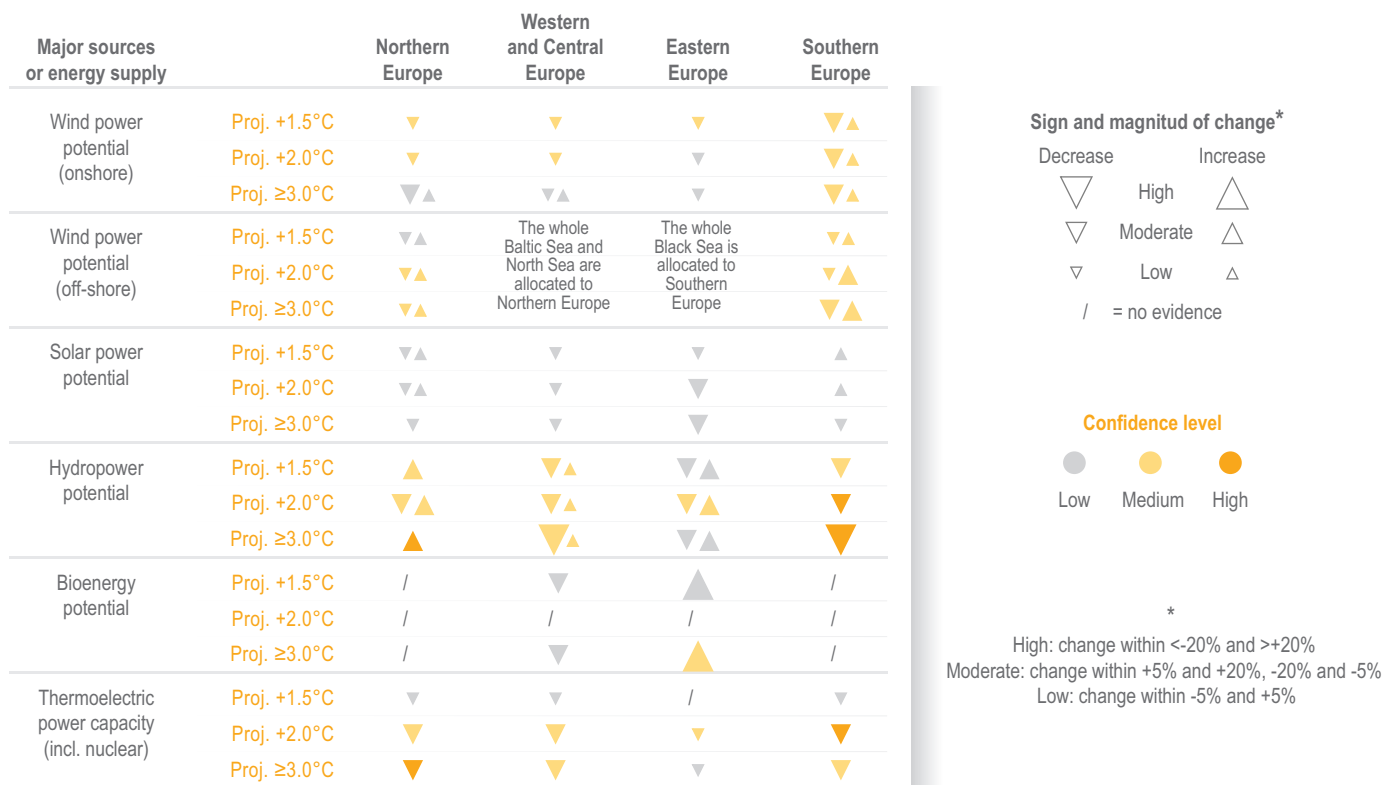 Major sources
or energy supply
Northern
Europe
Western
and Central
Europe
Eastern
Europe
Southern
Europe
Wind power
potential
(onshore)
Proj. +1.5°C
Proj. +2.0°C
Proj. ≥3.0°C
Wind power
potential
(off-shore)
Proj. +1.5°C
Proj. +2.0°C
Proj. ≥3.0°C
The whole
Baltic Sea and
North Sea are
allocated to
Northern Europe
The whole
Black Sea is
allocated to
Southern
Europe
Solar power
potential
Proj. +1.5°C
Proj. +2.0°C
Proj. ≥3.0°C
Hydropower
potential
Proj. +1.5°C
Proj. +2.0°C
Proj. ≥3.0°C
Bioenergy
potential
Proj. +1.5°C / /
Proj. +2.0°C / / / /
Proj. ≥3.0°C / /
Thermoelectric
power capacity
(incl. nuclear)
Proj. +1.5°C /
Proj. +2.0°C
Proj. ≥3.0°C
Sign and magnitud of change*
Decrease Increase
High
Moderate
Low
/ = no evidence
Confidence level
Low Medium High
*
High: change within <-20% and >+20%
Moderate: change within +5% and +20%, -20% and -5%
Low: change within -5% and +5%